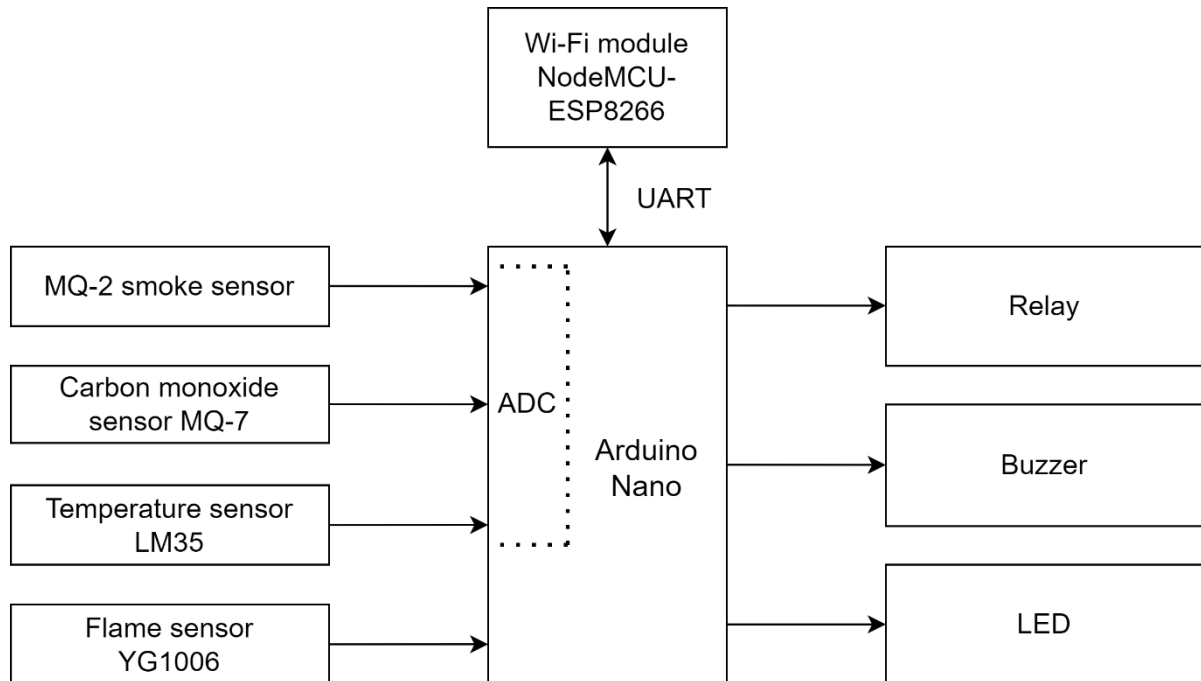 Wi-Fi module
NodeMCU-
ESP8266
UART
MQ-2 smoke sensor
Carbon monoxide
sensor MQ-7
Temperature sensor
LM35
Flame sensor
YG1006
ADC
Arduino
Nano
Relay
Buzzer
LED